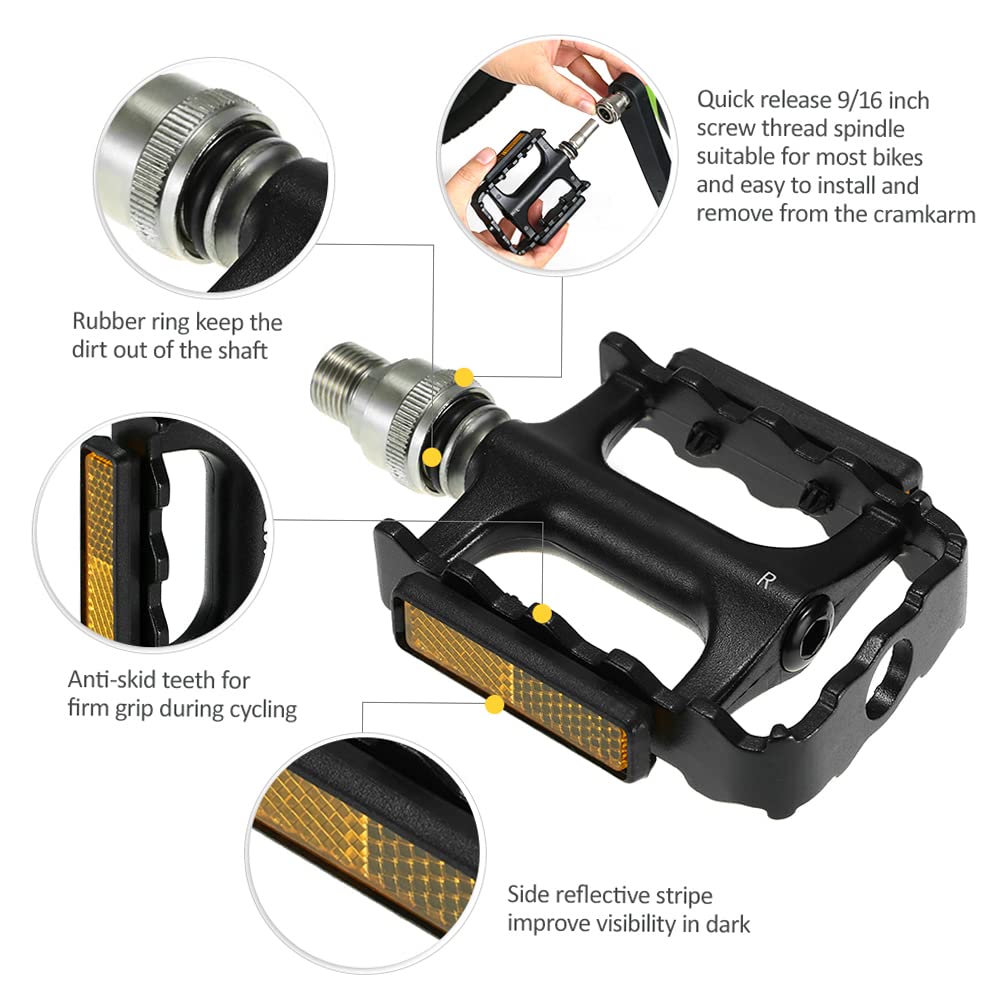 Quick release 9/16 inch
screw thread spindle
suitable for most bikes
and easy to install and
remove from the cramkarm
Rubber ring keep the
dirt out of the shaft
R
Anti-skid teeth for
firm grip during cycling
Side reflective stripe
improve visibility in dark